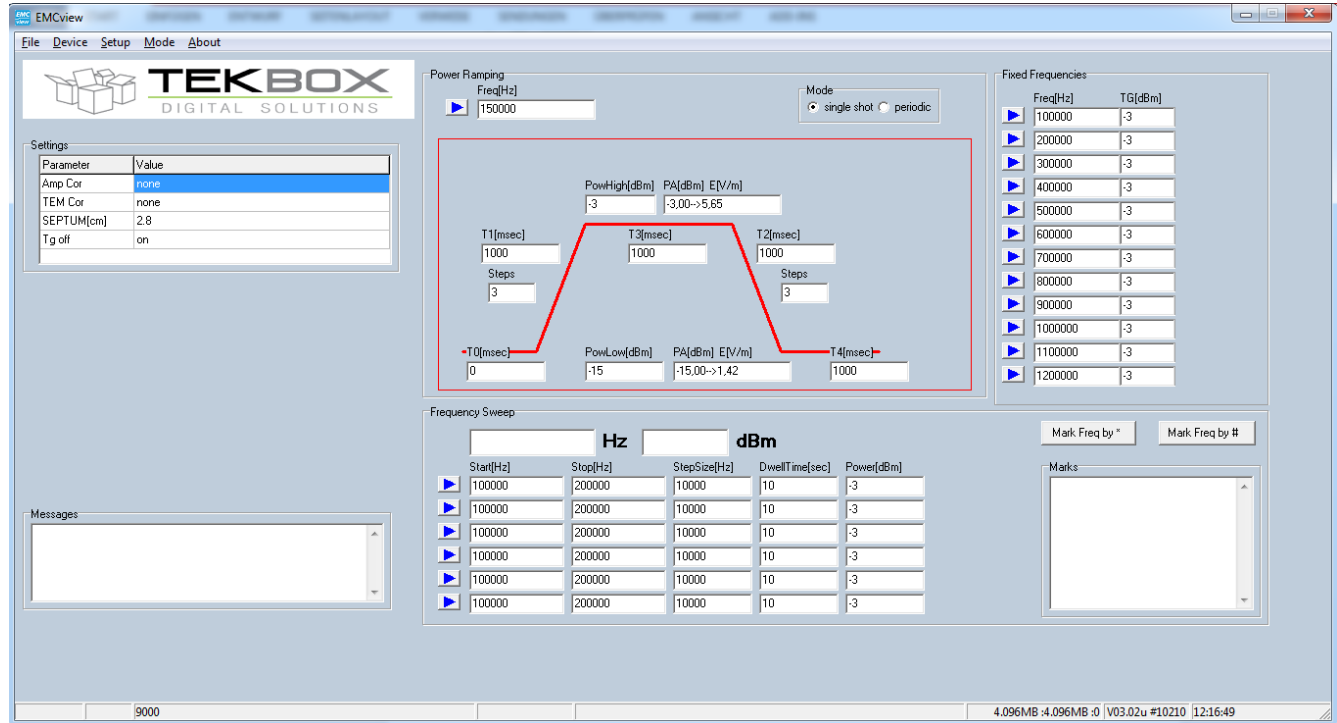 EMC view EMCview
File Device Setup Mode About
TEKBOX
DIGITAL SOLUTIONS
Settings
Parameter Value
Amp Cor none
TEM Cor none
SEPTUM[cm] 2.8
Tg off on
Messages
Power Ramping
Freq[Hz]
150000
Mode
single shot periodic
PowHigh[dBm] PA[dBm] E[V/m]
-3 -3,00-->5,65
T1[msec] T3[msec] T2[msec]
1000 1000 1000
Steps Steps
3 3
T0[msec] PowLow[dBm] PA[dBm] E[V/m] T4[msec]
0 -15 -15,00-->1,42 1000
Fixed Frequencies
Freq[Hz] TG[dBm]
100000 -3
200000 -3
300000 -3
400000 -3
500000 -3
600000 -3
700000 -3
800000 -3
900000 -3
1000000 -3
1100000 -3
1200000 -3
Frequency Sweep
Hz dBm
Start[Hz] Stop[Hz] StepSize[Hz] DwellTime[sec] Power[dBm]
100000 200000 10000 10 -3
100000 200000 10000 10 -3
100000 200000 10000 10 -3
100000 200000 10000 10 -3
100000 200000 10000 10 -3
100000 200000 10000 10 -3
Mark Freq by * Mark Freq by #
Marks
9000 4.096MB :4.096MB :0 V03.02u #10210 12:16:49